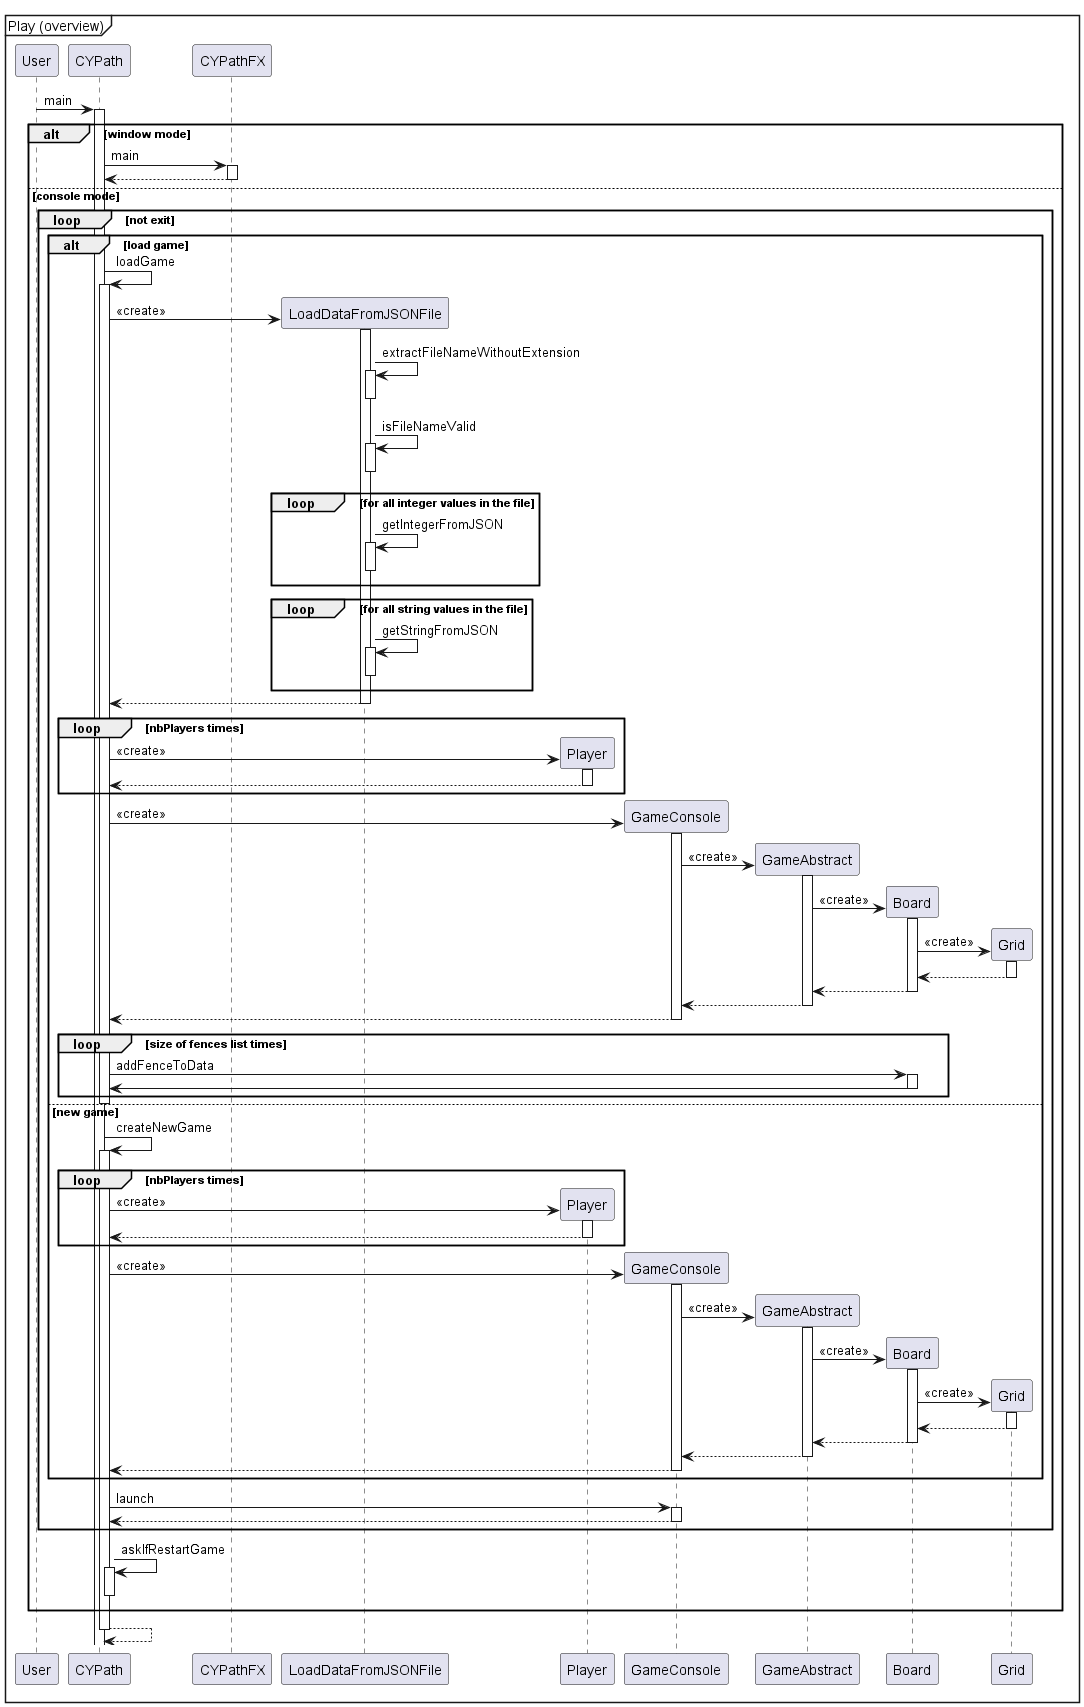 Play (overview)
User
CYPath
CYPathFX
main
alt
[window mode]
main
[console mode]
loop
[not exit]
alt
[load game]
loadGame
«create»
LoadDataFromJSONFile
extractFileNameWithoutExtension
isFileNameValid
loop
[for all integer values in the file]
getIntegerFromJSON
loop
[for all string values in the file]
getStringFromJSON
loop
[nbPlayers times]
«create»
Player
«create»
GameConsole
«create»
GameAbstract
«create»
Board
«create»
Grid
loop
[size of fences list times]
addFenceToData
[new game]
createNewGame
loop
[nbPlayers times]
«create»
Player
«create»
GameConsole
«create»
GameAbstract
«create»
Board
«create»
Grid
launch
askIfRestartGame
User
CYPath
CYPathFX
LoadDataFromJSONFile
Player
GameConsole
GameAbstract
Board
Grid